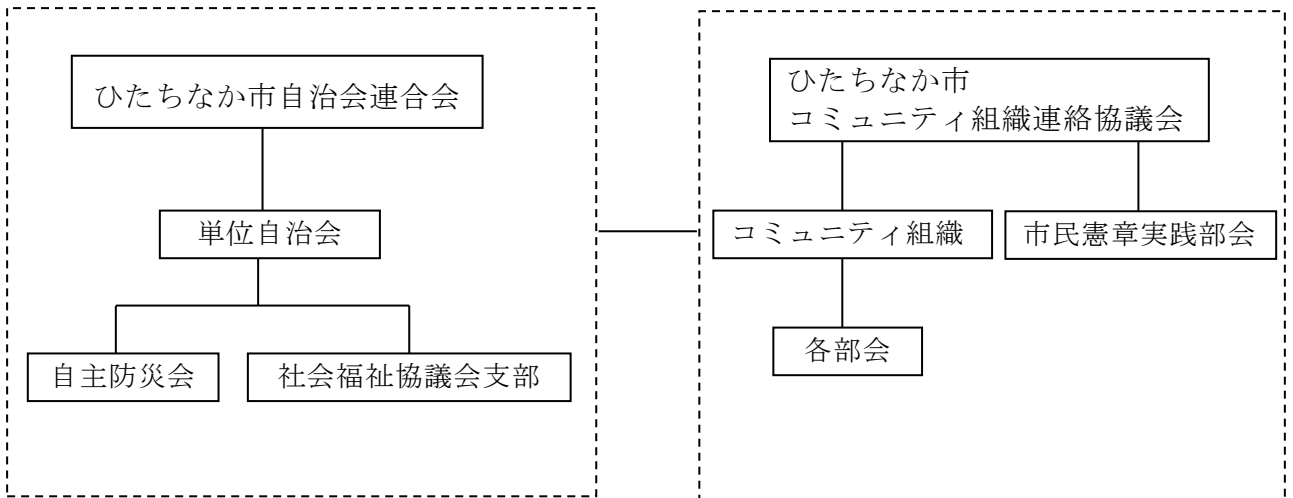 ひたちなか市自治会連合会
単位自治会
自主防災会
社会福祉協議会支部
ひたちなか市
コミュニティ組織連絡協議会
コミュニティ組織
市民憲章実践部会
各部会